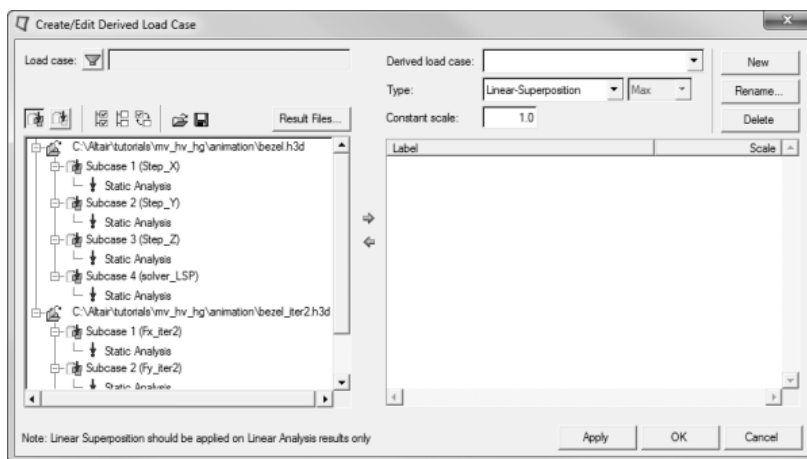 Create/Edit Derived Load Case
Load case:
Result Files...
C:\Altair\tutorials\mv_hv_hg\animation\bezel.h3d
Subcase 1 (Step_X)
Static Analysis
Subcase 2 (Step_Y)
Static Analysis
Subcase 3 (Step_Z)
Static Analysis
Subcase 4 (solver_LSP)
Static Analysis
C:\Altair\tutorials\mv_hv_hg\animation\bezel_iter2.h3d
Subcase 1 (Fx_iter2)
Static Analysis
Subcase 2 (Fy_iter2)
Static Analysis
Derived load case:
Type: Linear-Superposition Max
Constant scale: 1.0
New
Rename...
Delete
Label Scale
Note: Linear Superposition should be applied on Linear Analysis results only
Apply OK Cancel